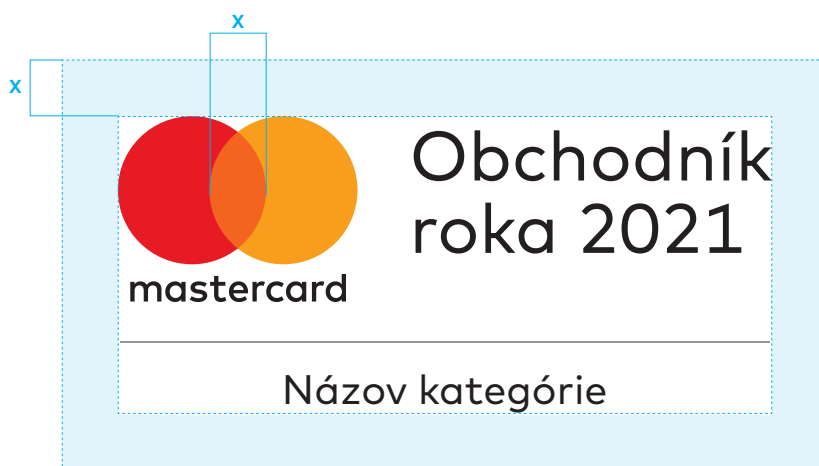 X
X
Obchodník
roka 2021
mastercard
Názov kategórie